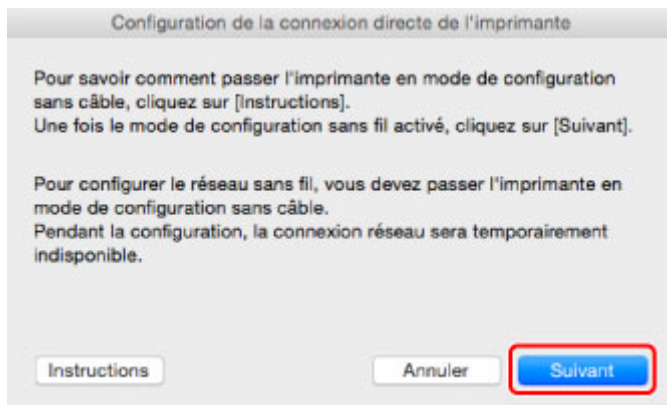 Configuration de la connexion directe de l'imprimante
Pour savoir comment passer l'imprimante en mode de configuration
sans câble, cliquez sur [Instructions].
Une fois le mode de configuration sans fil activé, cliquez sur [Suivant].
Pour configurer le réseau sans fil, vous devez passer l'imprimante en
mode de configuration sans câble.
Pendant la configuration, la connexion réseau sera temporairement
indisponible.
Instructions
Annuler
Suivant